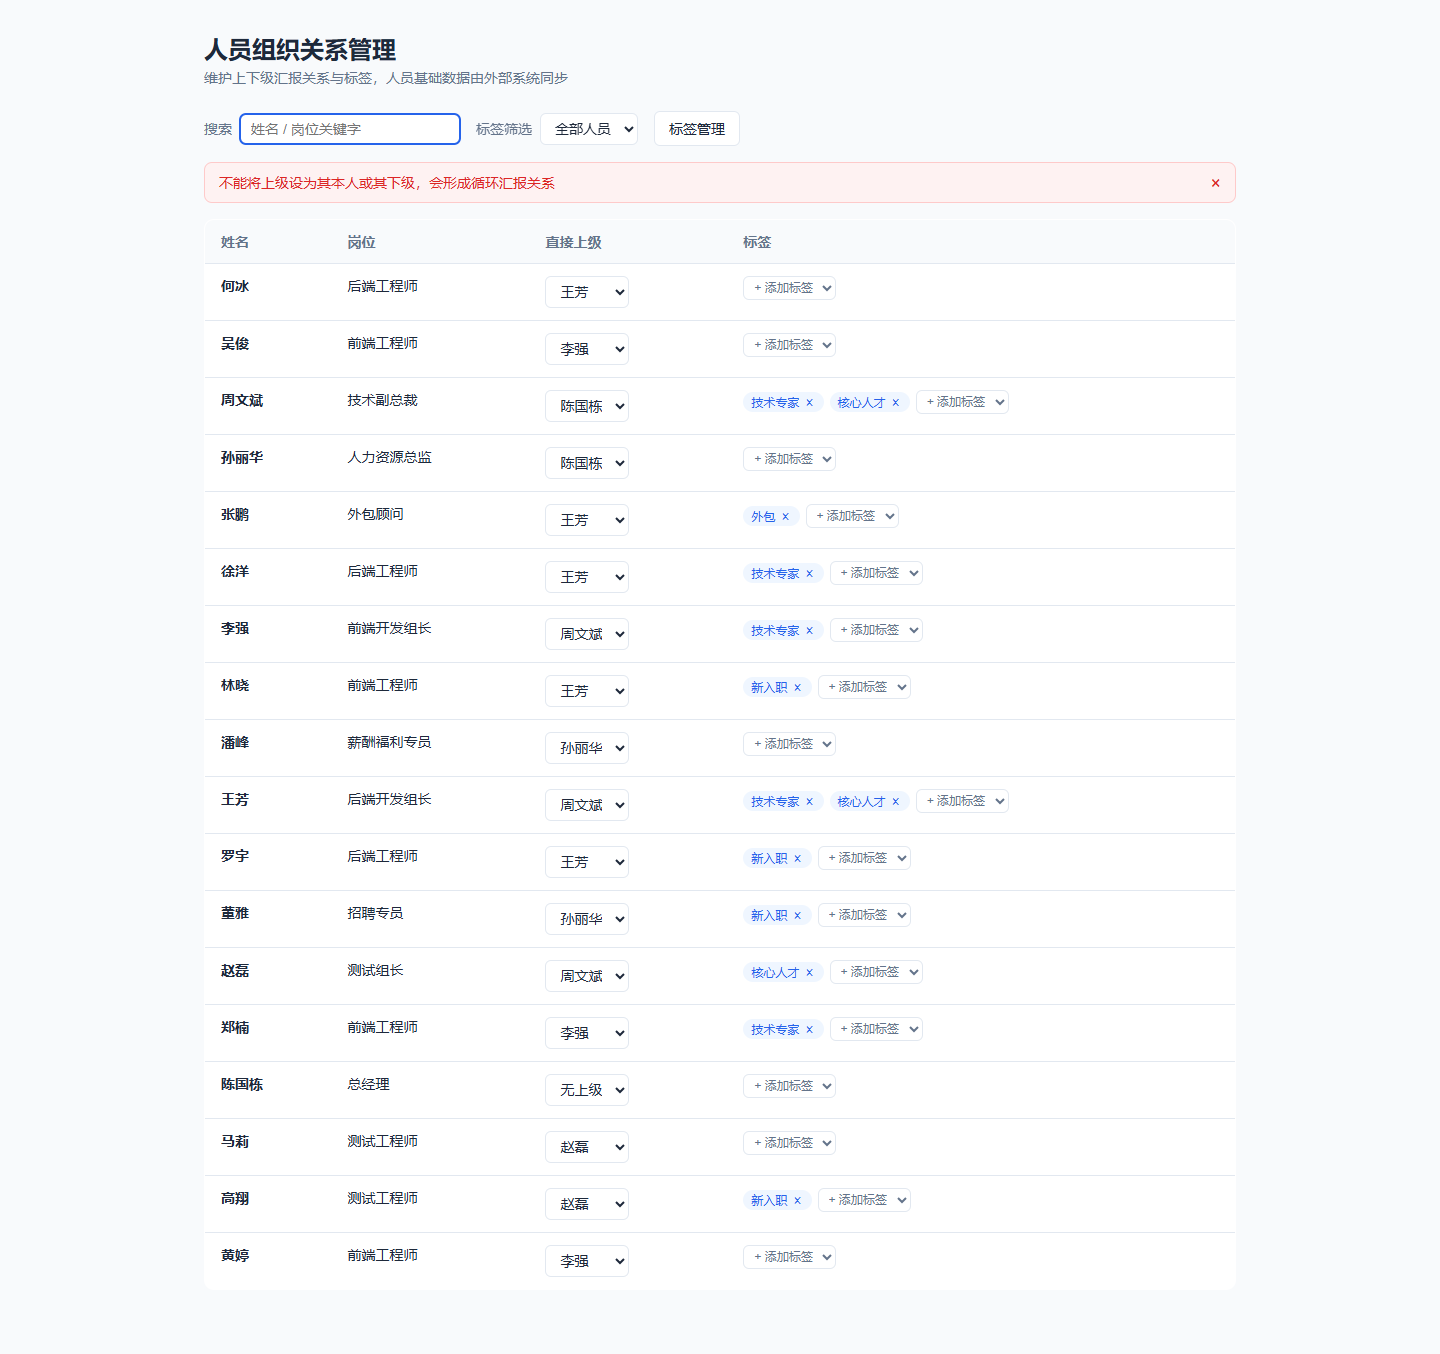 人员组织关系管理
维护上下级汇报关系与标签，人员基础数据由外部系统同步
搜索 姓名 / 岗位关键字 标签筛选 全部人员 标签管理
不能将上级设为其本人或其下级，会形成循环汇报关系 ×
姓名 岗位 直接上级 标签
何冰 后端工程师 王芳 + 添加标签
吴俊 前端工程师 李强 + 添加标签
周文斌 技术副总裁 陈国栋 技术专家 × 核心人才 × + 添加标签
孙丽华 人力资源总监 陈国栋 + 添加标签
张鹏 外包顾问 王芳 外包 × + 添加标签
徐洋 后端工程师 王芳 技术专家 × + 添加标签
李强 前端开发组长 周文斌 技术专家 × + 添加标签
林晓 前端工程师 王芳 新入职 × + 添加标签
潘峰 薪酬福利专员 孙丽华 + 添加标签
王芳 后端开发组长 周文斌 技术专家 × 核心人才 × + 添加标签
罗宇 后端工程师 王芳 新入职 × + 添加标签
董雅 招聘专员 孙丽华 新入职 × + 添加标签
赵磊 测试组长 周文斌 核心人才 × + 添加标签
郑楠 前端工程师 李强 技术专家 × + 添加标签
陈国栋 总经理 无上级 + 添加标签
马莉 测试工程师 赵磊 + 添加标签
高翔 测试工程师 赵磊 新入职 × + 添加标签
黄婷 前端工程师 李强 + 添加标签